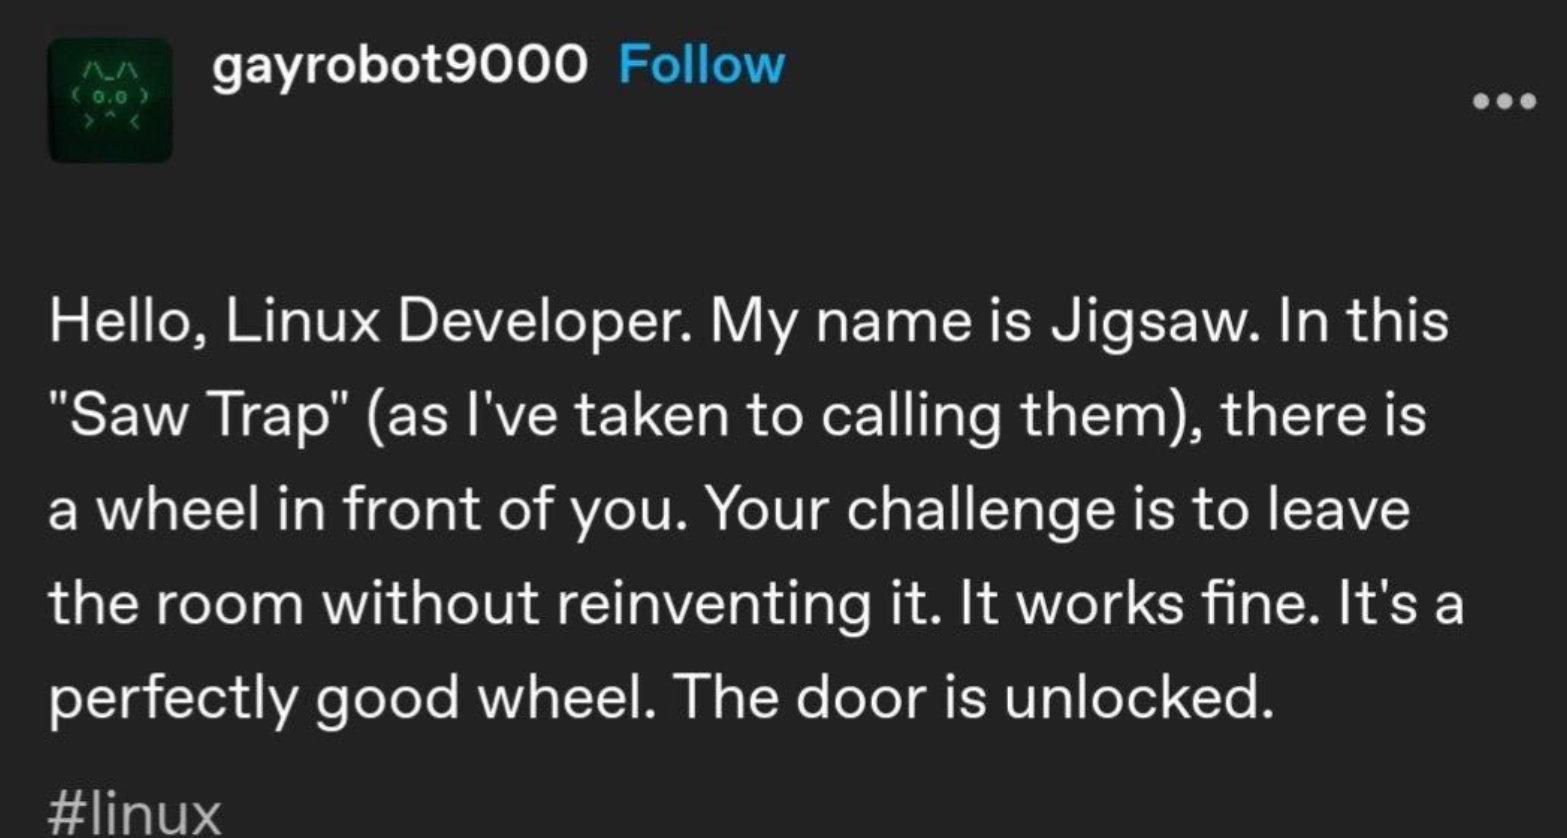 gayrobot9000 Follow
/\_/\
( o.o )
> ^ <
Hello, Linux Developer. My name is Jigsaw. In this
"Saw Trap" (as I've taken to calling them), there is
a wheel in front of you. Your challenge is to leave
the room without reinventing it. It works fine. It's a
perfectly good wheel. The door is unlocked.
#linux